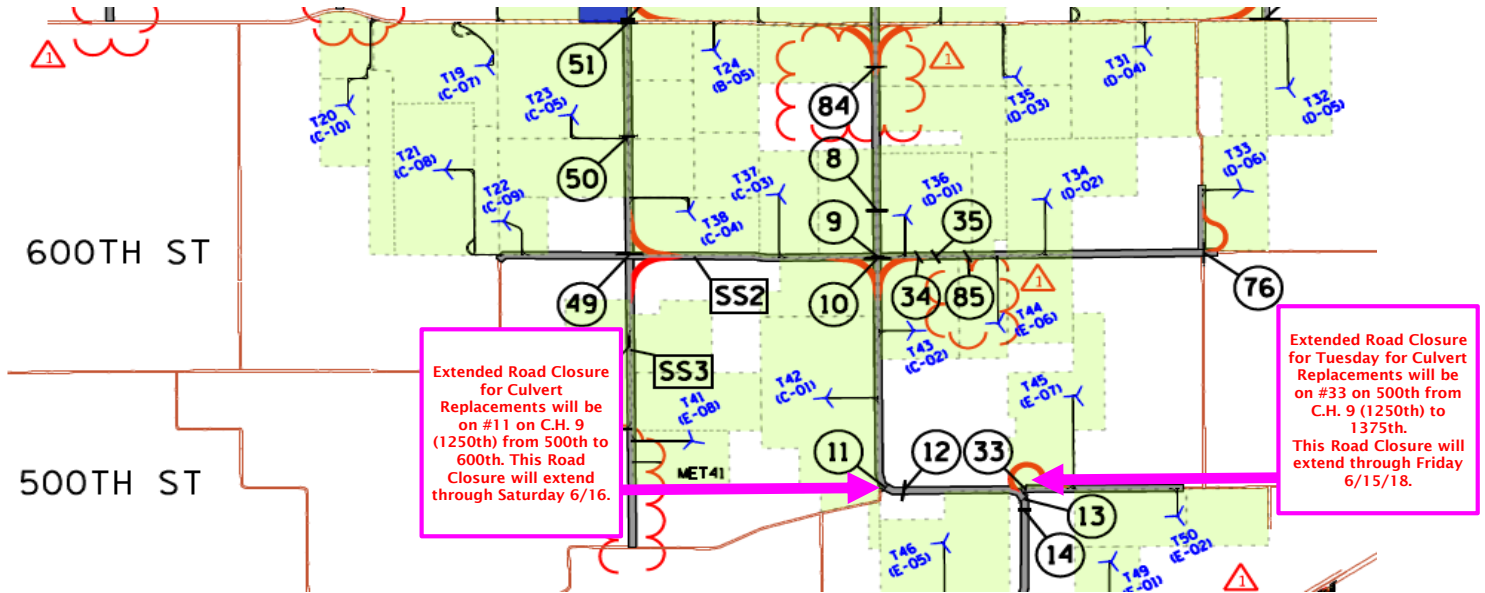 1
51
T19
(C-07)
T24
(B-05)
1
T31
(D-04)
T20
(C-10)
T23
(C-05)
84
T35
(D-03)
T32
(D-05)
T21
(C-08)
50
8
T33
(D-06)
T22
(C-09)
T37
(C-03)
T38
(C-04)
T36
(D-01)
T34
(D-02)
9
35
600TH ST
49
SS2
10
34
85
1
76
T43
(C-02)
T44
(E-06)
SS3
Extended Road Closure
for Culvert
Replacements will be
on #11 on C.H. 9
(1250th) from 500th to
600th. This Road
Closure will extend
through Saturday 6/16.
Extended Road Closure
for Tuesday for Culvert
Replacements will be
on #33 on 500th from
C.H. 9 (1250th) to
1375th.
This Road Closure will
extend through Friday
6/15/18.
T41
(E-08)
T42
(C-01)
T45
(E-07)
MET41
11
12
33
500TH ST
13
14
T46
(E-05)
T50
(E-02)
T49
(E-01)
1